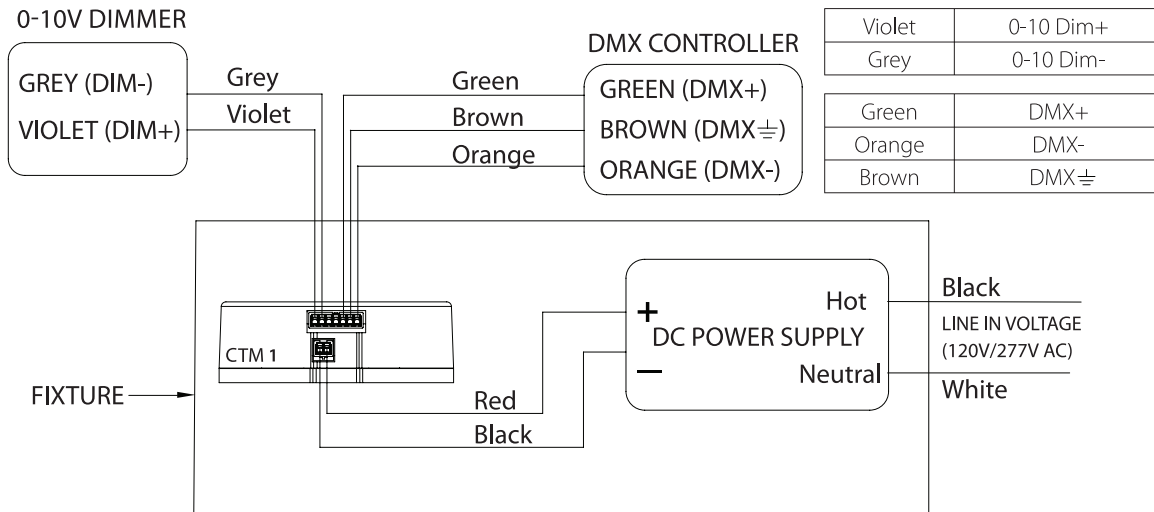 0-10V DIMMER
GREY (DIM-)
VIOLET (DIM+)
Grey
Violet
Green
Brown
Orange
DMX CONTROLLER
GREEN (DMX+)
BROWN (DMX⏚)
ORANGE (DMX-)
Violet 0-10 Dim+
Grey 0-10 Dim-
Green DMX+
Orange DMX-
Brown DMX⏚
FIXTURE
CTM 1
Red
Black
+
Hot
DC POWER SUPPLY
—
Neutral
Black
LINE IN VOLTAGE
(120V/277V AC)
White